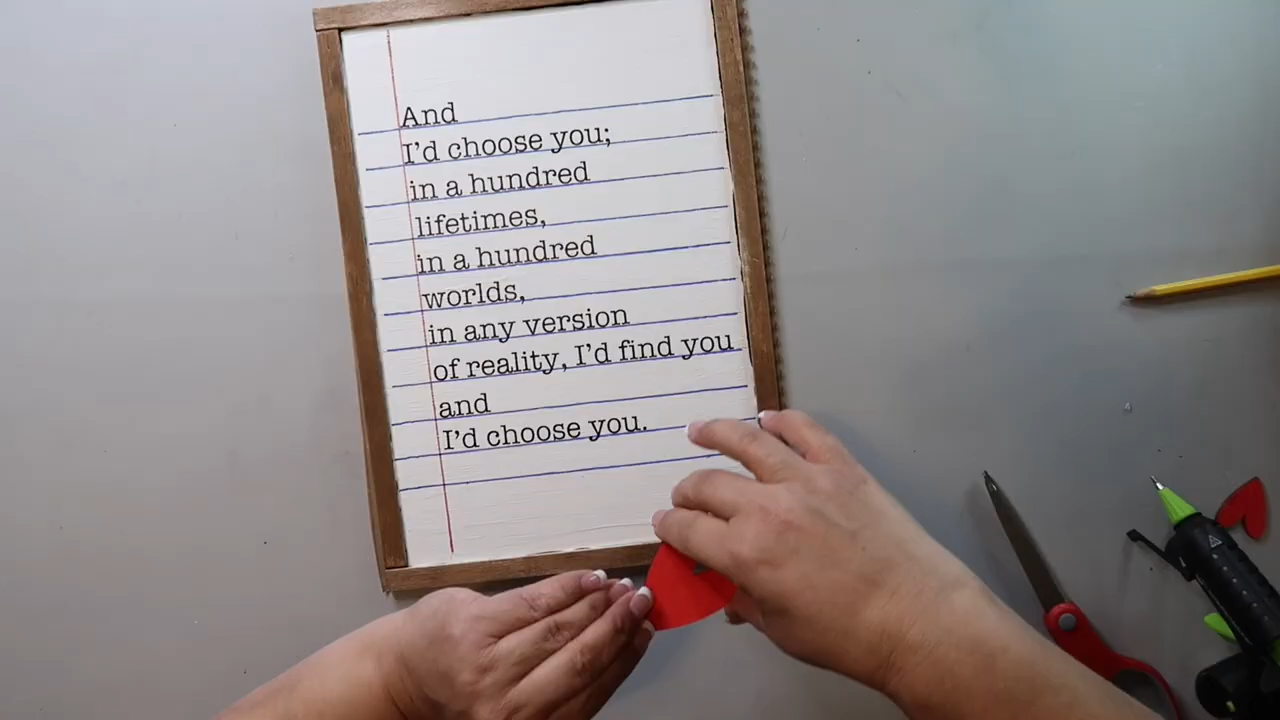 And
I'd choose you;
in a hundred
lifetimes,
in a hundred
worlds,
in any version
of reality, I'd find you
and
I'd choose you.